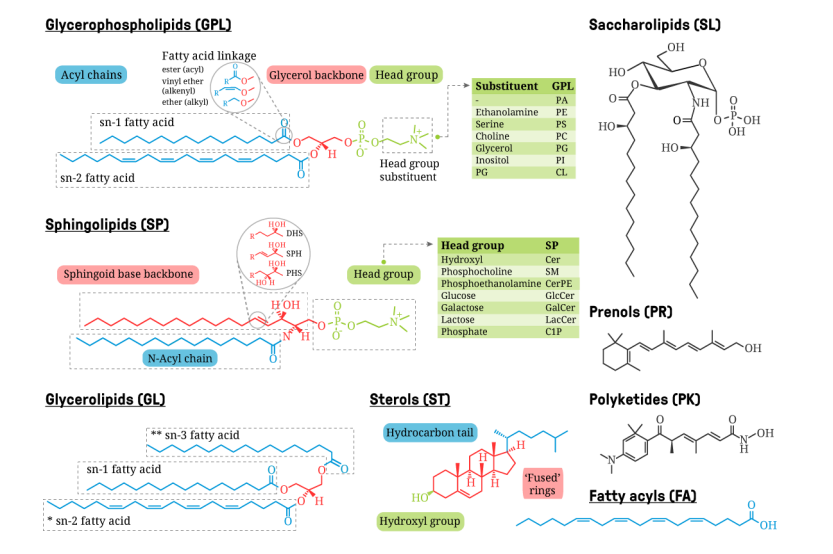 Glycerophospholipids (GPL)
Acyl chains
Fatty acid linkage
ester (acyl)
vinyl ether
(alkenyl)
ether (alkyl)
O
R
O
R
O
R
O
Glycerol backbone
Head group
sn-1 fatty acid
sn-2 fatty acid
O
O
O
O
H
O
O
P
O-
O
N+
Head group
substituent
Substituent GPL
- PA
Ethanolamine PE
Serine PS
Choline PC
Glycerol PG
Inositol PI
PG CL
Saccharolipids (SL)
OH
HO
O
O
O
NH
O
HO
O
HO
O
P
OH
OH
Sphingolipids (SP)
HOH
R
DHS
HOH
R
SPH
HOH
R
HO H
PHS
Sphingoid base backbone
Head group
H OH
N
H
O
O
O
P
O-
O
N+
N-Acyl chain
Head group SP
Hydroxyl Cer
Phosphocholine SM
Phosphoethanolamine CerPE
Glucose GlcCer
Galactose GalCer
Lactose LacCer
Phosphate C1P
Prenols (PR)
OH
Glycerolipids (GL)
** sn-3 fatty acid
sn-1 fatty acid
* sn-2 fatty acid
O
O
O
O
O
H
O
Sterols (ST)
Hydrocarbon tail
H
H
H
H
HO
'Fused'
rings
Hydroxyl group
Polyketides (PK)
O
O
N
H
OH
N
Fatty acyls (FA)
O
OH